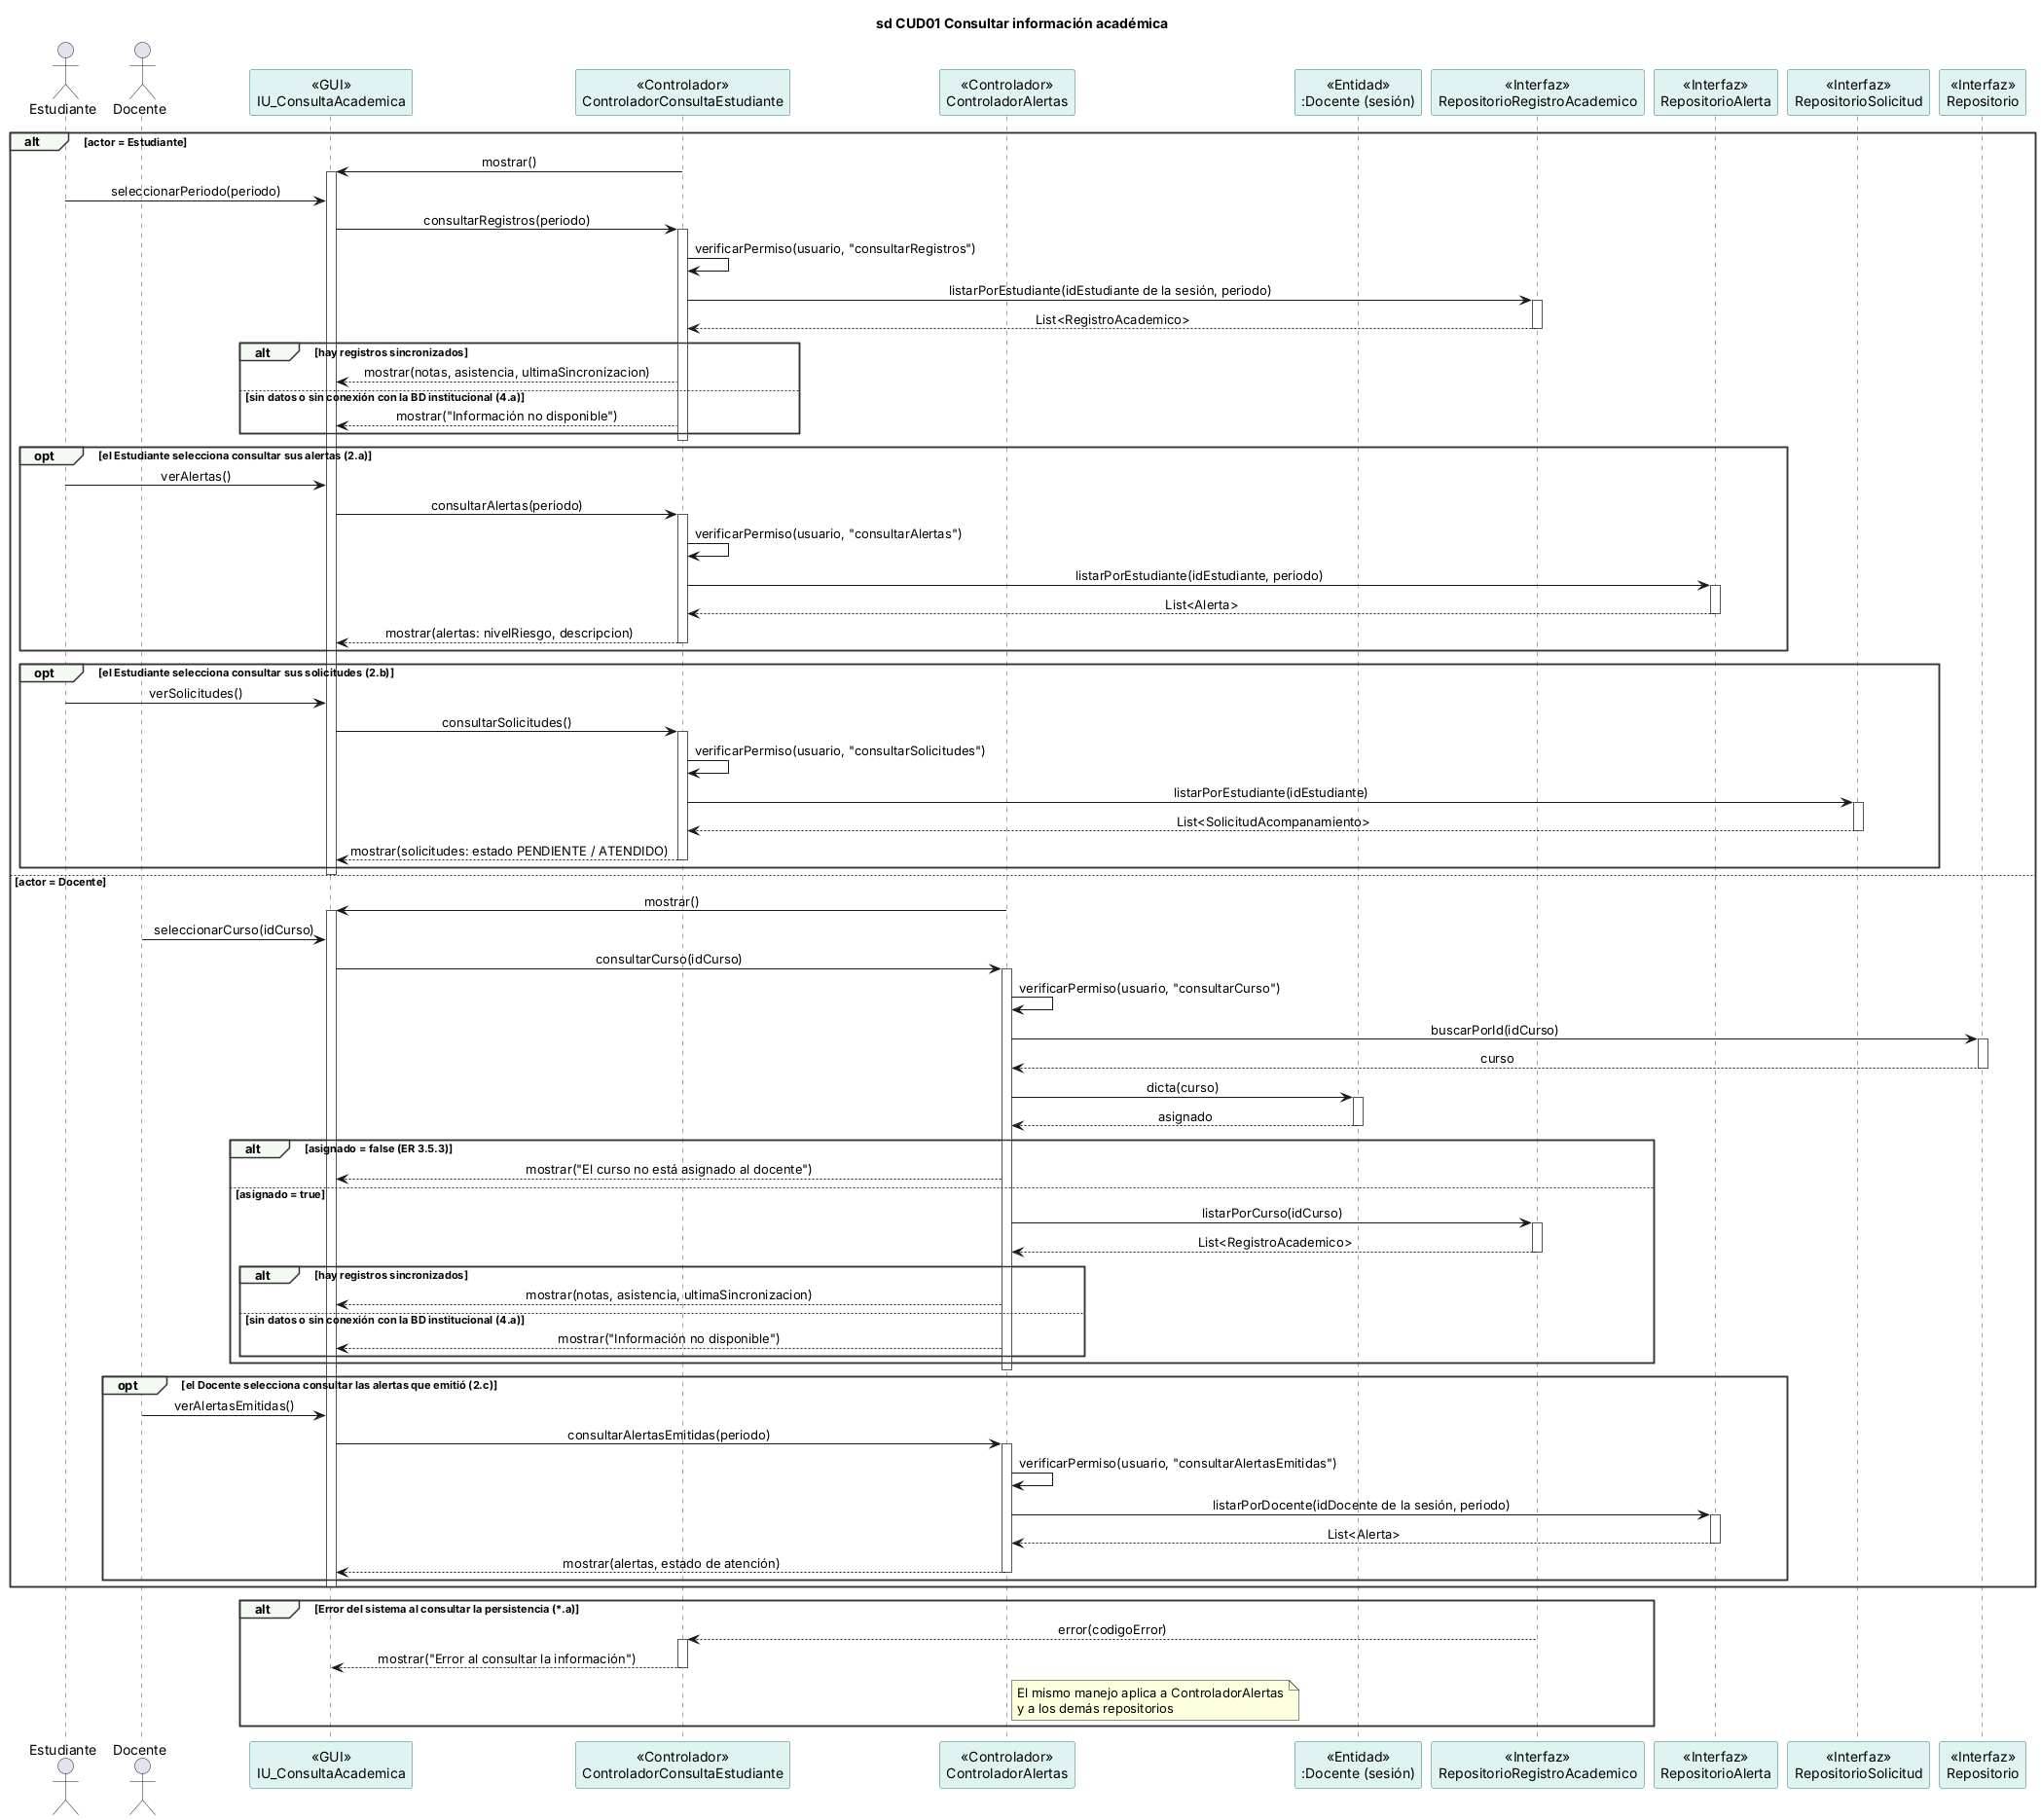 sd CUD01 Consultar información académica
Estudiante
Docente
«GUI»
IU_ConsultaAcademica
«Controlador»
ControladorConsultaEstudiante
«Controlador»
ControladorAlertas
«Entidad»
:Docente (sesión)
«Interfaz»
RepositorioRegistroAcademico
«Interfaz»
RepositorioAlerta
«Interfaz»
RepositorioSolicitud
«Interfaz»
Repositorio
alt [actor = Estudiante]
mostrar()
seleccionarPeriodo(periodo)
consultarRegistros(periodo)
verificarPermiso(usuario, "consultarRegistros")
listarPorEstudiante(idEstudiante de la sesión, periodo)
List<RegistroAcademico>
alt [hay registros sincronizados]
mostrar(notas, asistencia, ultimaSincronizacion)
[sin datos o sin conexión con la BD institucional (4.a)]
mostrar("Información no disponible")
opt [el Estudiante selecciona consultar sus alertas (2.a)]
verAlertas()
consultarAlertas(periodo)
verificarPermiso(usuario, "consultarAlertas")
listarPorEstudiante(idEstudiante, periodo)
List<Alerta>
mostrar(alertas: nivelRiesgo, descripcion)
opt [el Estudiante selecciona consultar sus solicitudes (2.b)]
verSolicitudes()
consultarSolicitudes()
verificarPermiso(usuario, "consultarSolicitudes")
listarPorEstudiante(idEstudiante)
List<SolicitudAcompanamiento>
mostrar(solicitudes: estado PENDIENTE / ATENDIDO)
[actor = Docente]
mostrar()
seleccionarCurso(idCurso)
consultarCurso(idCurso)
verificarPermiso(usuario, "consultarCurso")
buscarPorId(idCurso)
curso
dicta(curso)
asignado
alt [asignado = false (ER 3.5.3)]
mostrar("El curso no está asignado al docente")
[asignado = true]
listarPorCurso(idCurso)
List<RegistroAcademico>
alt [hay registros sincronizados]
mostrar(notas, asistencia, ultimaSincronizacion)
[sin datos o sin conexión con la BD institucional (4.a)]
mostrar("Información no disponible")
opt [el Docente selecciona consultar las alertas que emitió (2.c)]
verAlertasEmitidas()
consultarAlertasEmitidas(periodo)
verificarPermiso(usuario, "consultarAlertasEmitidas")
listarPorDocente(idDocente de la sesión, periodo)
List<Alerta>
mostrar(alertas, estado de atención)
alt [Error del sistema al consultar la persistencia (*.a)]
error(codigoError)
mostrar("Error al consultar la información")
El mismo manejo aplica a ControladorAlertas
y a los demás repositorios
Estudiante
Docente
«GUI»
IU_ConsultaAcademica
«Controlador»
ControladorConsultaEstudiante
«Controlador»
ControladorAlertas
«Entidad»
:Docente (sesión)
«Interfaz»
RepositorioRegistroAcademico
«Interfaz»
RepositorioAlerta
«Interfaz»
RepositorioSolicitud
«Interfaz»
Repositorio